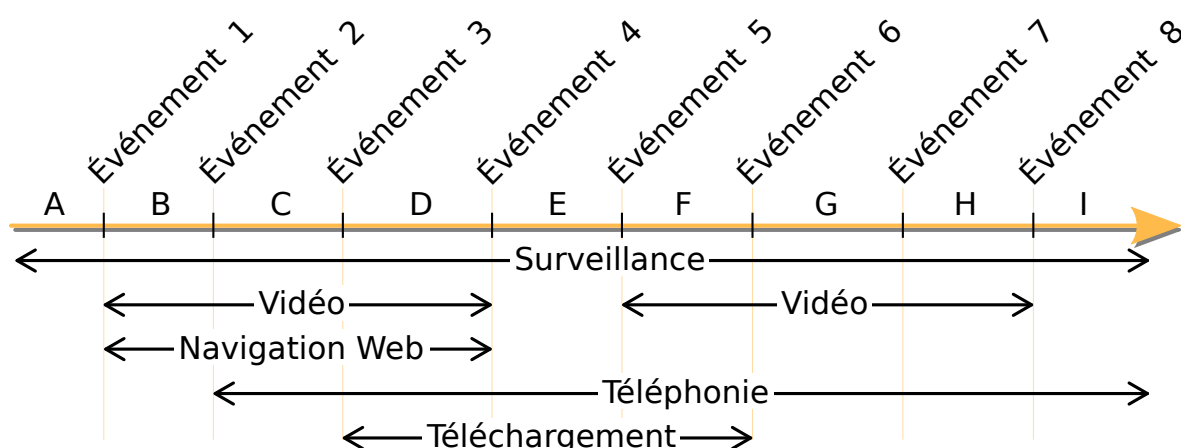 Événement 1
Événement 2
Événement 3
Événement 4
Événement 5
Événement 6
Événement 7
Événement 8
A B C D E F G H I
Surveillance
Vidéo Vidéo
Navigation Web
Téléphonie
Téléchargement